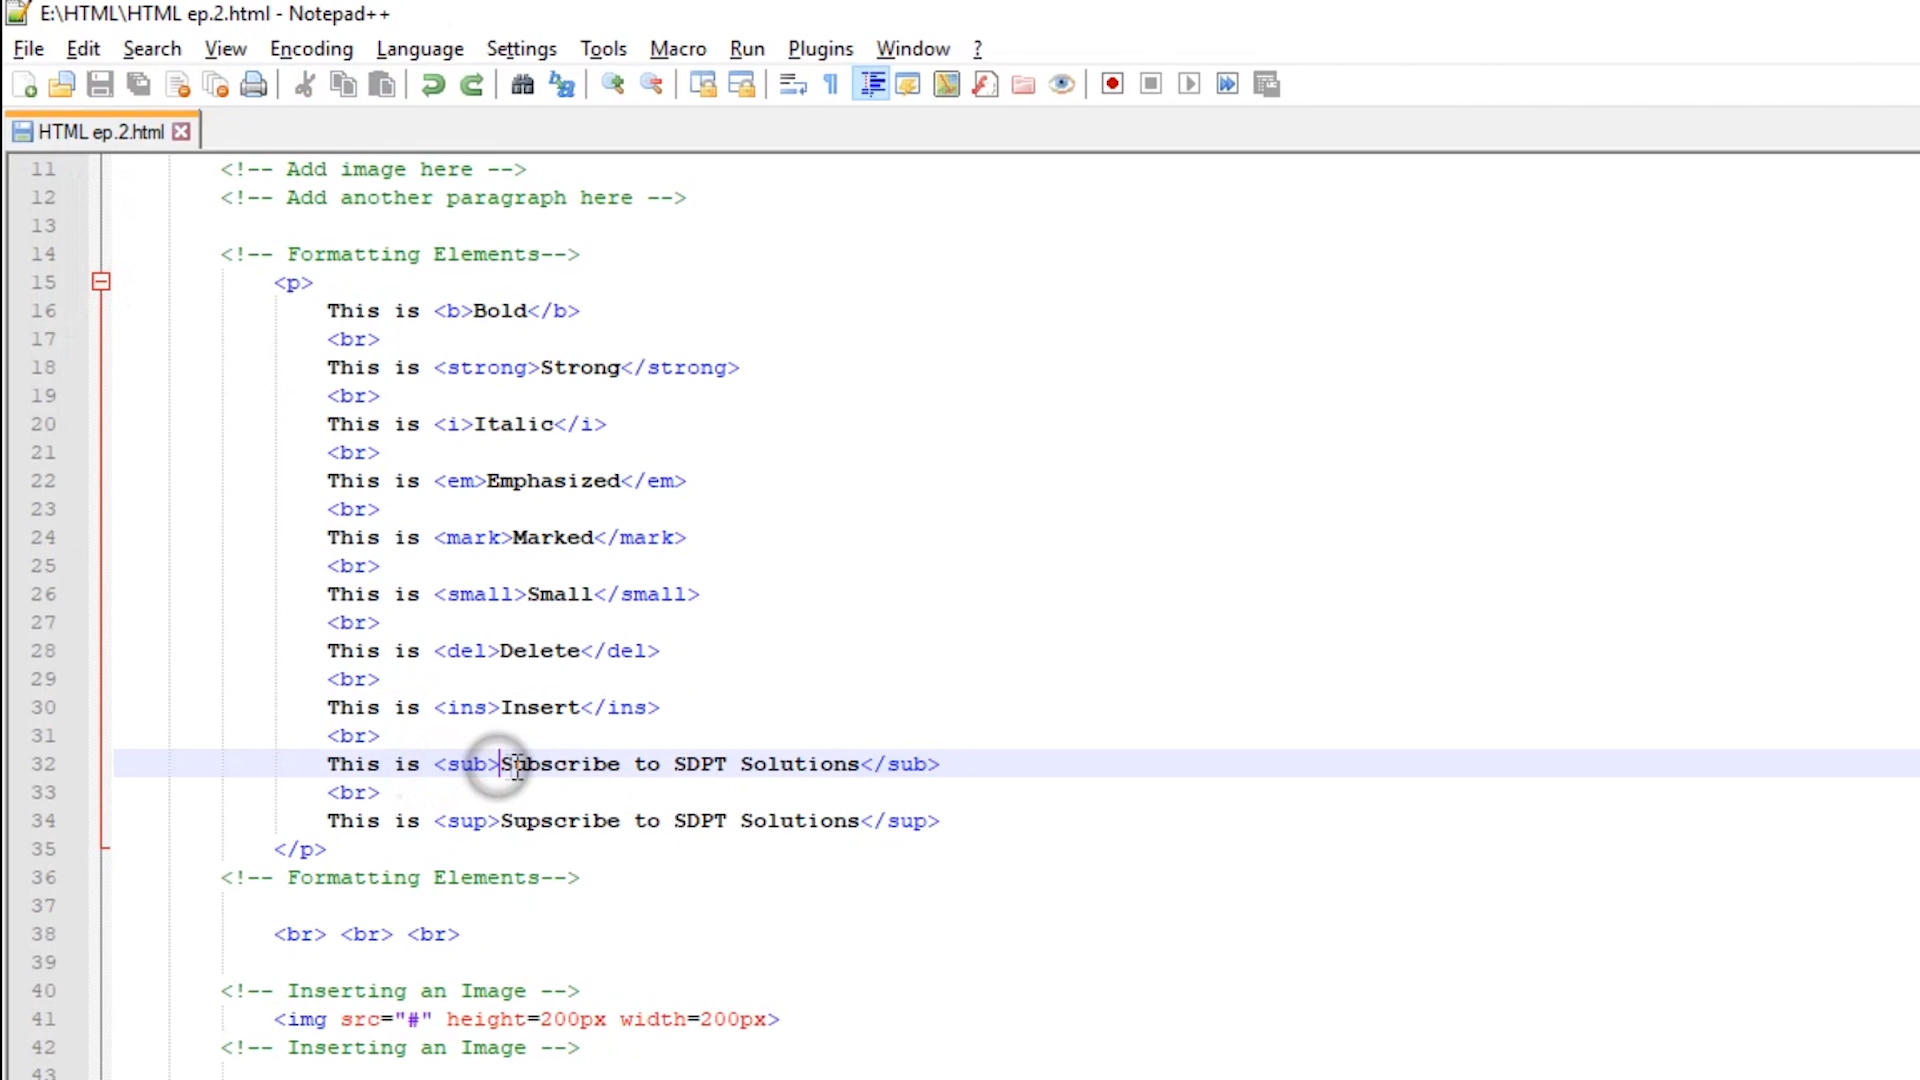 E:\HTML\HTML ep.2.html - Notepad++
File Edit Search View Encoding Language Settings Tools Macro Run Plugins Window ?
HTML ep.2.html
11 <!-- Add image here -->
12 <!-- Add another paragraph here -->
13
14 <!-- Formatting Elements-->
15 <p>
16 This is <b>Bold</b>
17 <br>
18 This is <strong>Strong</strong>
19 <br>
20 This is <i>Italic</i>
21 <br>
22 This is <em>Emphasized</em>
23 <br>
24 This is <mark>Marked</mark>
25 <br>
26 This is <small>Small</small>
27 <br>
28 This is <del>Delete</del>
29 <br>
30 This is <ins>Insert</ins>
31 <br>
32 This is <sub>Subscribe to SDPT Solutions</sub>
33 <br>
34 This is <sup>Supscribe to SDPT Solutions</sup>
35 </p>
36 <!-- Formatting Elements-->
37
38 <br> <br> <br>
39
40 <!-- Inserting an Image -->
41 <img src="#" height=200px width=200px>
42 <!-- Inserting an Image -->
43